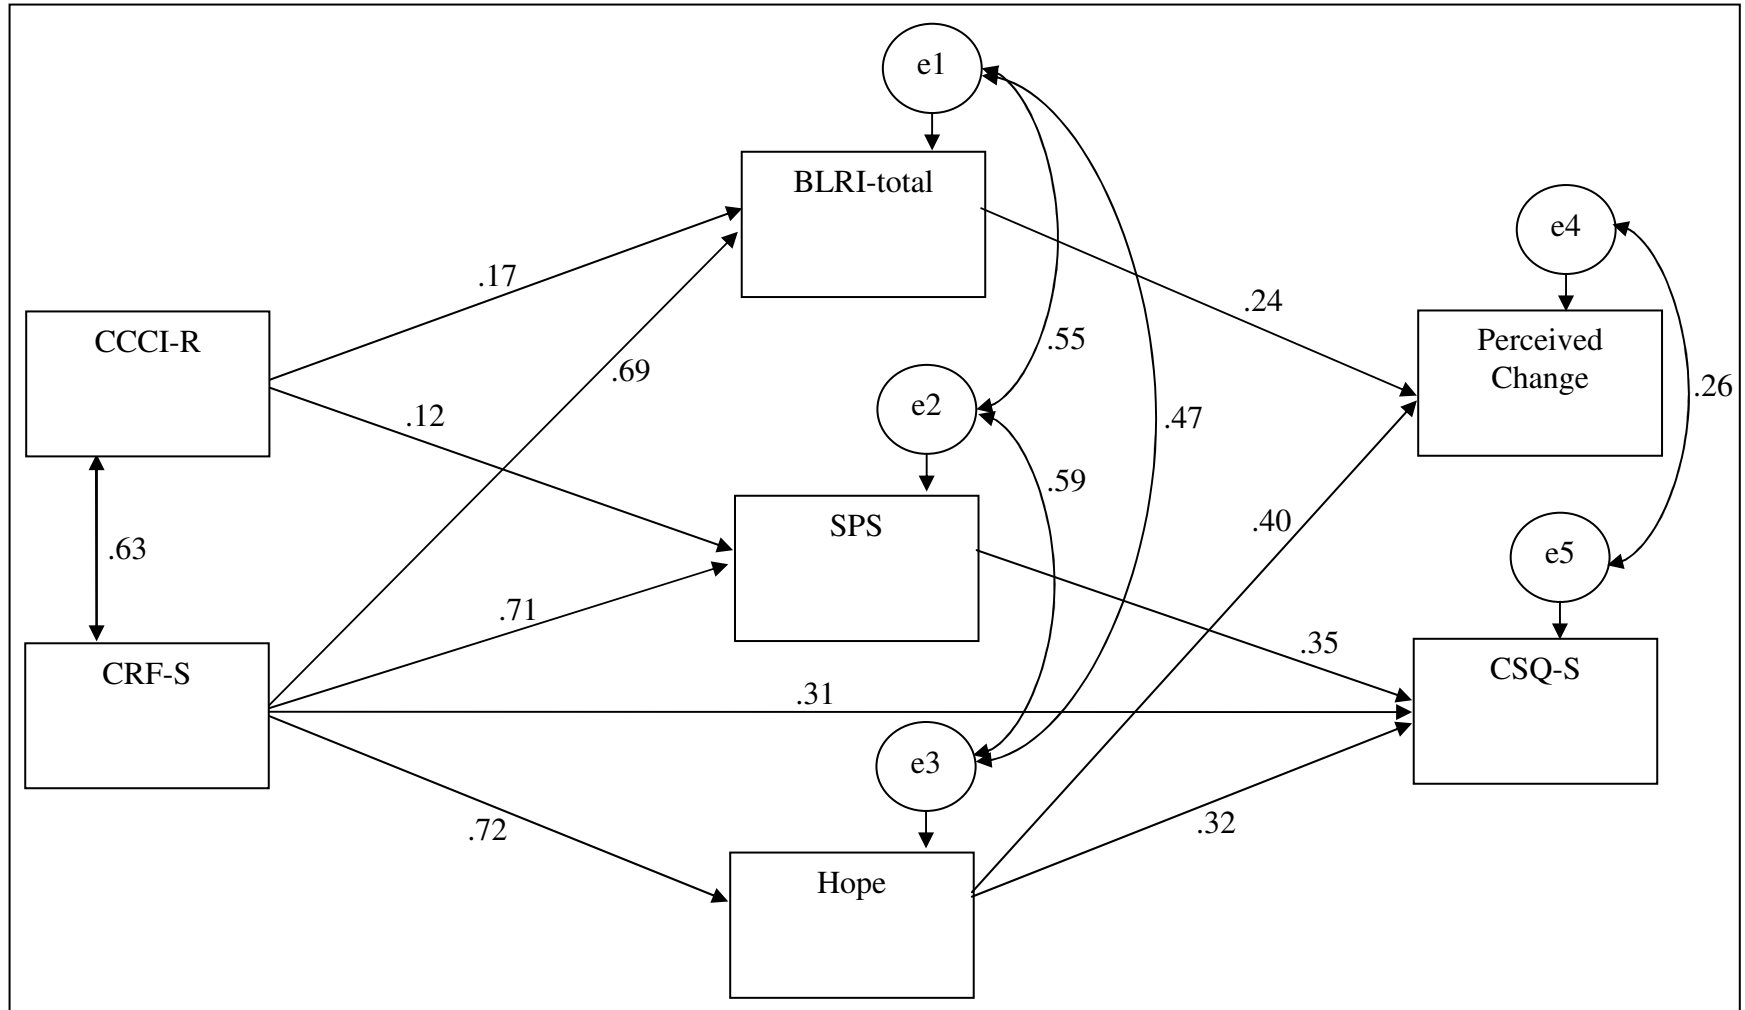 e1
BLRI-total
e4
.17
.24
CCCI-R
Perceived
Change
.55
.69
.26
e2
.12
.47
.59
SPS
.40
.63
e5
.71
.35
CRF-S
CSQ-S
.31
e3
.72
.32
Hope